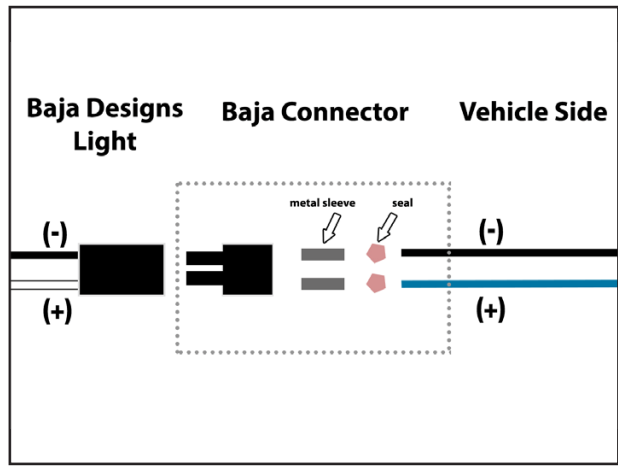 Baja Designs
Light
Baja Connector
Vehicle Side
metal sleeve
seal
(-)
(-)
(+)
(+)